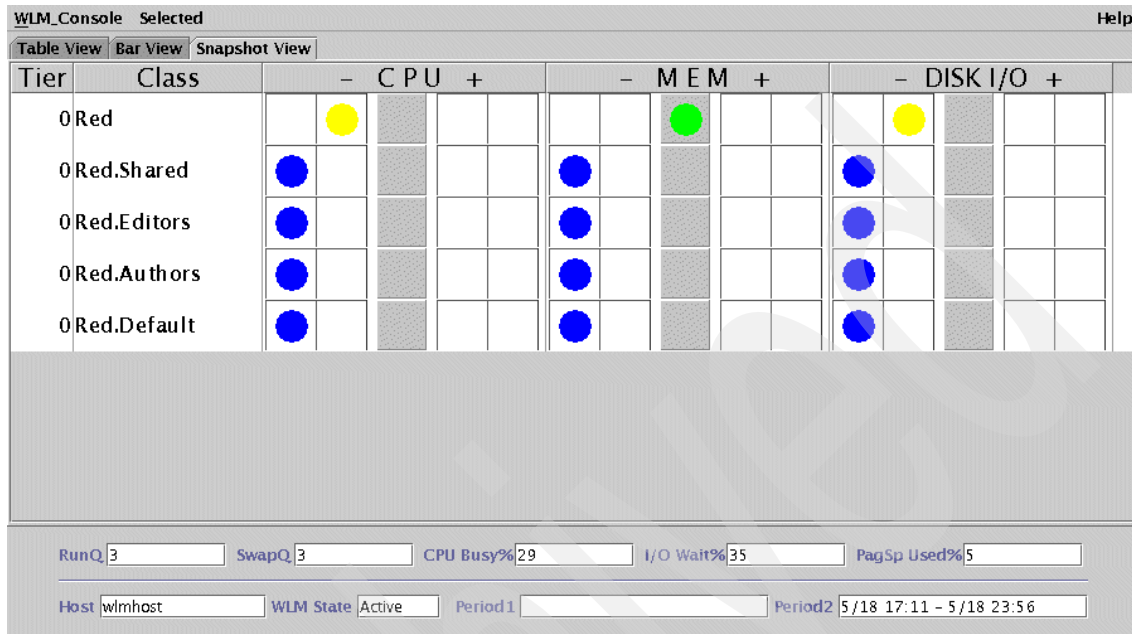 WLM_Console Selected Help
Table View Bar View Snapshot View
Tier Class - CPU + - MEM + - DISK I/O +
0 Red
0 Red.Shared
0 Red.Editors
0 Red.Authors
0 Red.Default
RunQ 3 SwapQ 3 CPU Busy% 29 I/O Wait% 35 PagSp Used% 5
Host wlmhost WLM State Active Period1 Period2 5/18 17:11 - 5/18 23:56